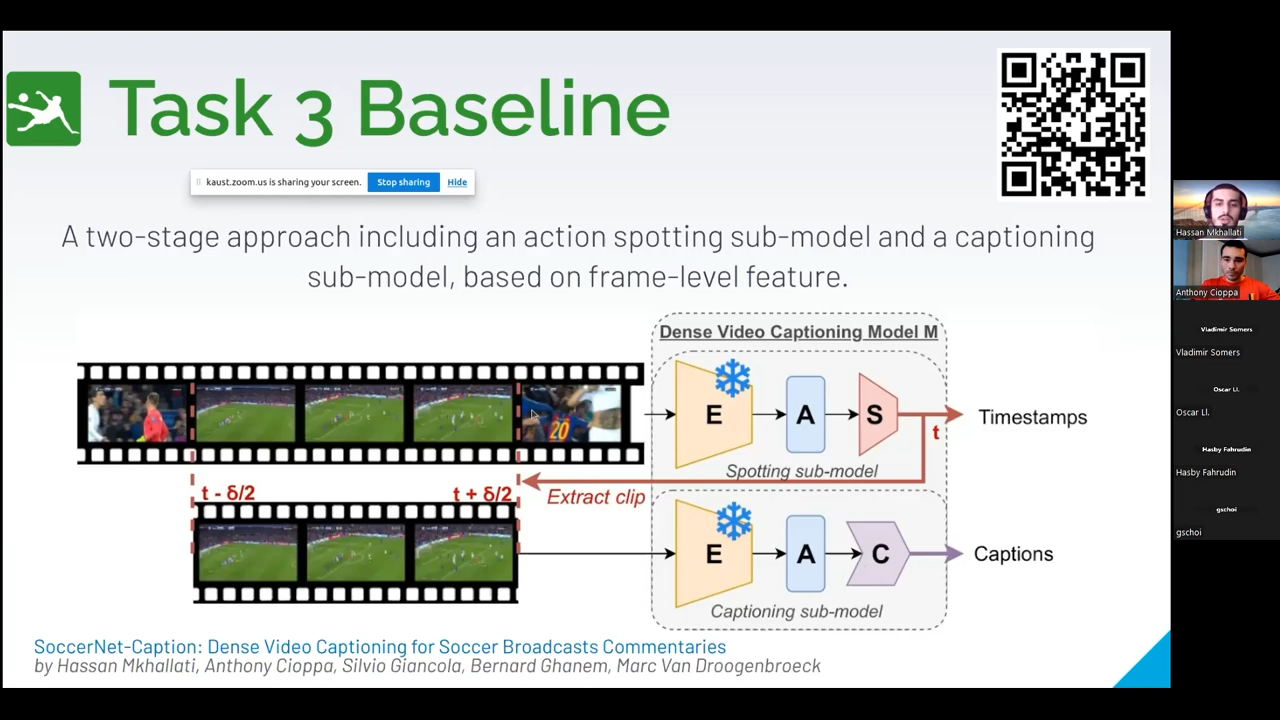 Task 3 Baseline
kaust.zoom.us is sharing your screen. Stop sharing Hide
A two-stage approach including an action spotting sub-model and a captioning
sub-model, based on frame-level feature.
Dense Video Captioning Model M
E A S
t
Timestamps
Spotting sub-model
t - δ/2 t + δ/2 Extract clip
E A C
Captions
Captioning sub-model
20
SoccerNet-Caption: Dense Video Captioning for Soccer Broadcasts Commentaries
by Hassan Mkhallati, Anthony Cioppa, Silvio Giancola, Bernard Ghanem, Marc Van Droogenbroeck
Hassan Mkhallati
Anthony Cioppa
Vladimir Somers
Vladimir Somers
Oscar Ll.
Oscar Ll.
Hasby Fahrudin
Hasby Fahrudin
gschoi
gschoi